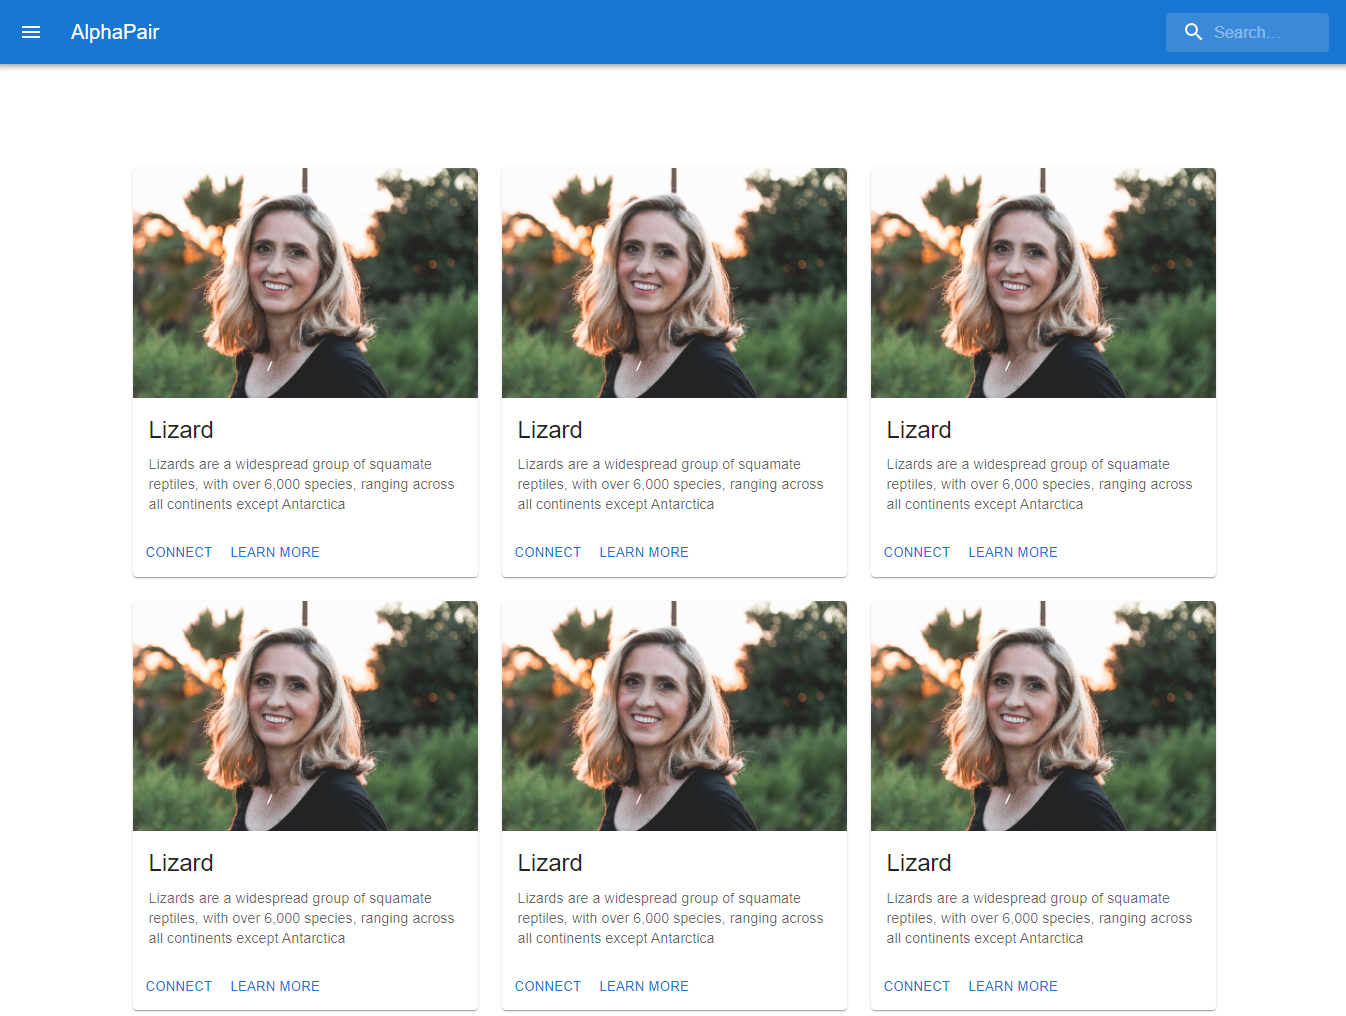 AlphaPair
Search...
Lizard
Lizards are a widespread group of squamate
reptiles, with over 6,000 species, ranging across
all continents except Antarctica
CONNECT LEARN MORE
Lizard
Lizards are a widespread group of squamate
reptiles, with over 6,000 species, ranging across
all continents except Antarctica
CONNECT LEARN MORE
Lizard
Lizards are a widespread group of squamate
reptiles, with over 6,000 species, ranging across
all continents except Antarctica
CONNECT LEARN MORE
Lizard
Lizards are a widespread group of squamate
reptiles, with over 6,000 species, ranging across
all continents except Antarctica
CONNECT LEARN MORE
Lizard
Lizards are a widespread group of squamate
reptiles, with over 6,000 species, ranging across
all continents except Antarctica
CONNECT LEARN MORE
Lizard
Lizards are a widespread group of squamate
reptiles, with over 6,000 species, ranging across
all continents except Antarctica
CONNECT LEARN MORE